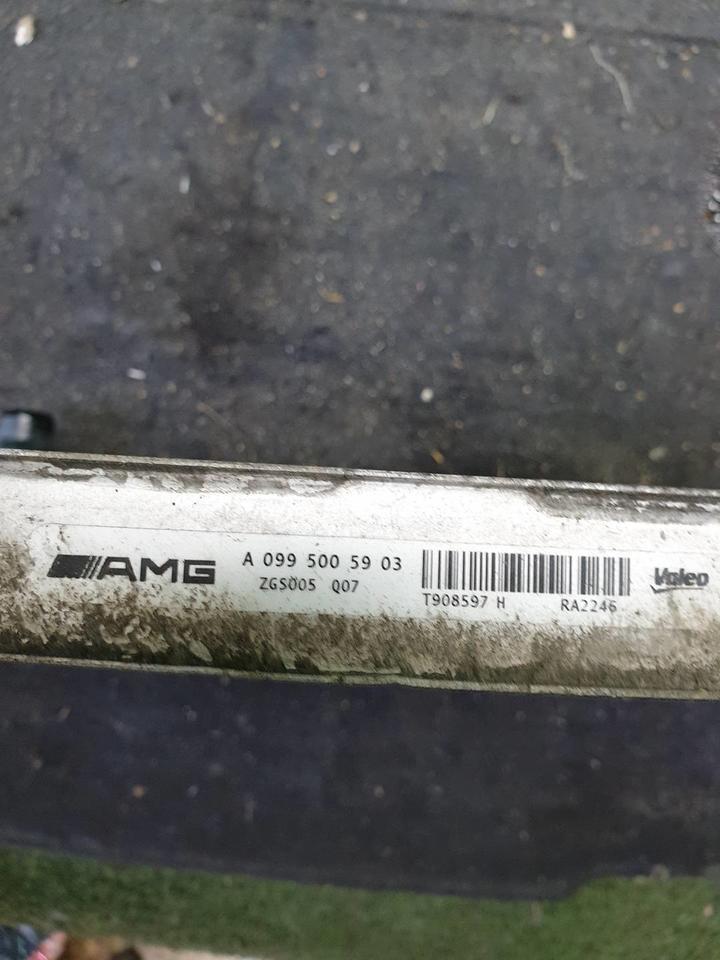 AMG
A 099 500 59 03
ZGS005 Q07
T908597 H RA2246
Valeo